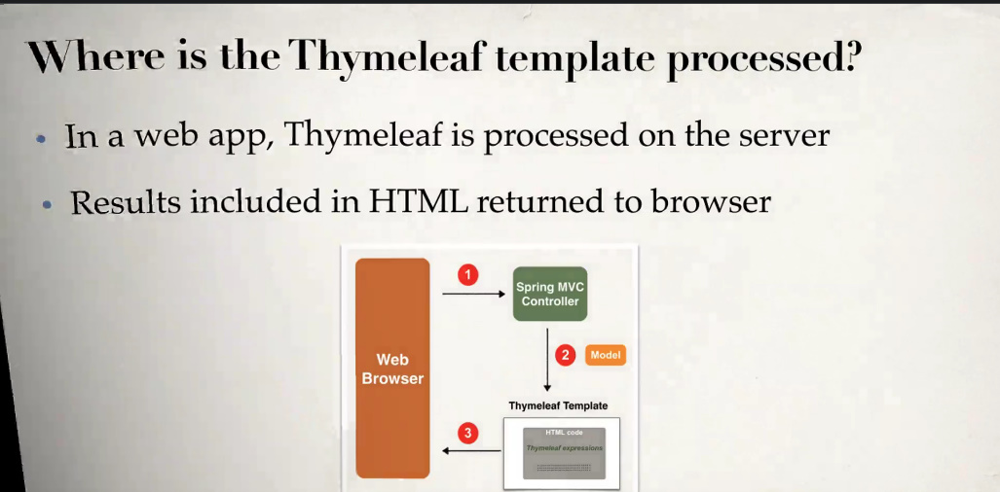 Where is the Thymeleaf template processed?
• In a web app, Thymeleaf is processed on the server
• Results included in HTML returned to browser
1
Spring MVC
Controller
2
Model
Web
Browser
Thymeleaf Template
3
HTML code
Thymeleaf expressions